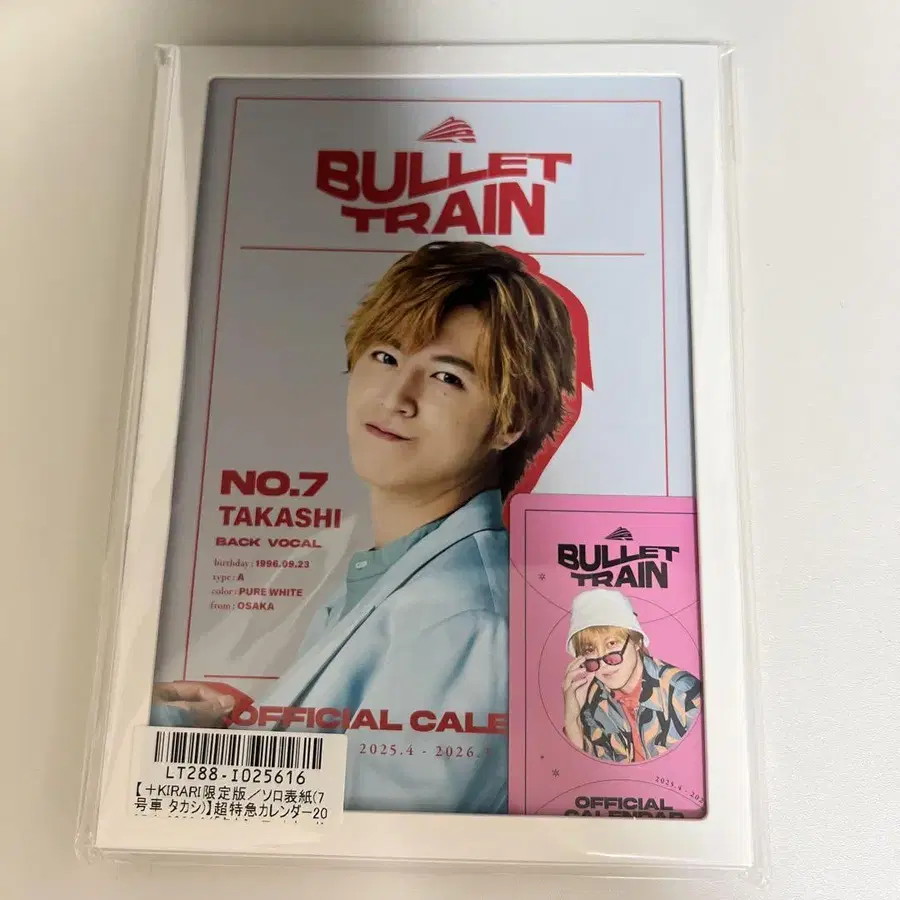 BULLET
TRAIN
NO.7
TAKASHI
BACK VOCAL
birthday : 1996.09.23
type : A
color : PURE WHITE
from : OSAKA
OFFICIAL CALE
2025.4 - 2026.
BULLET
TRAIN
2025.4 - 202
OFFICIAL
CALENDAR
LT288-I025616
【＋KIRARI限定版／ソロ表紙(7
号車 タカシ)】超特急カレンダー20